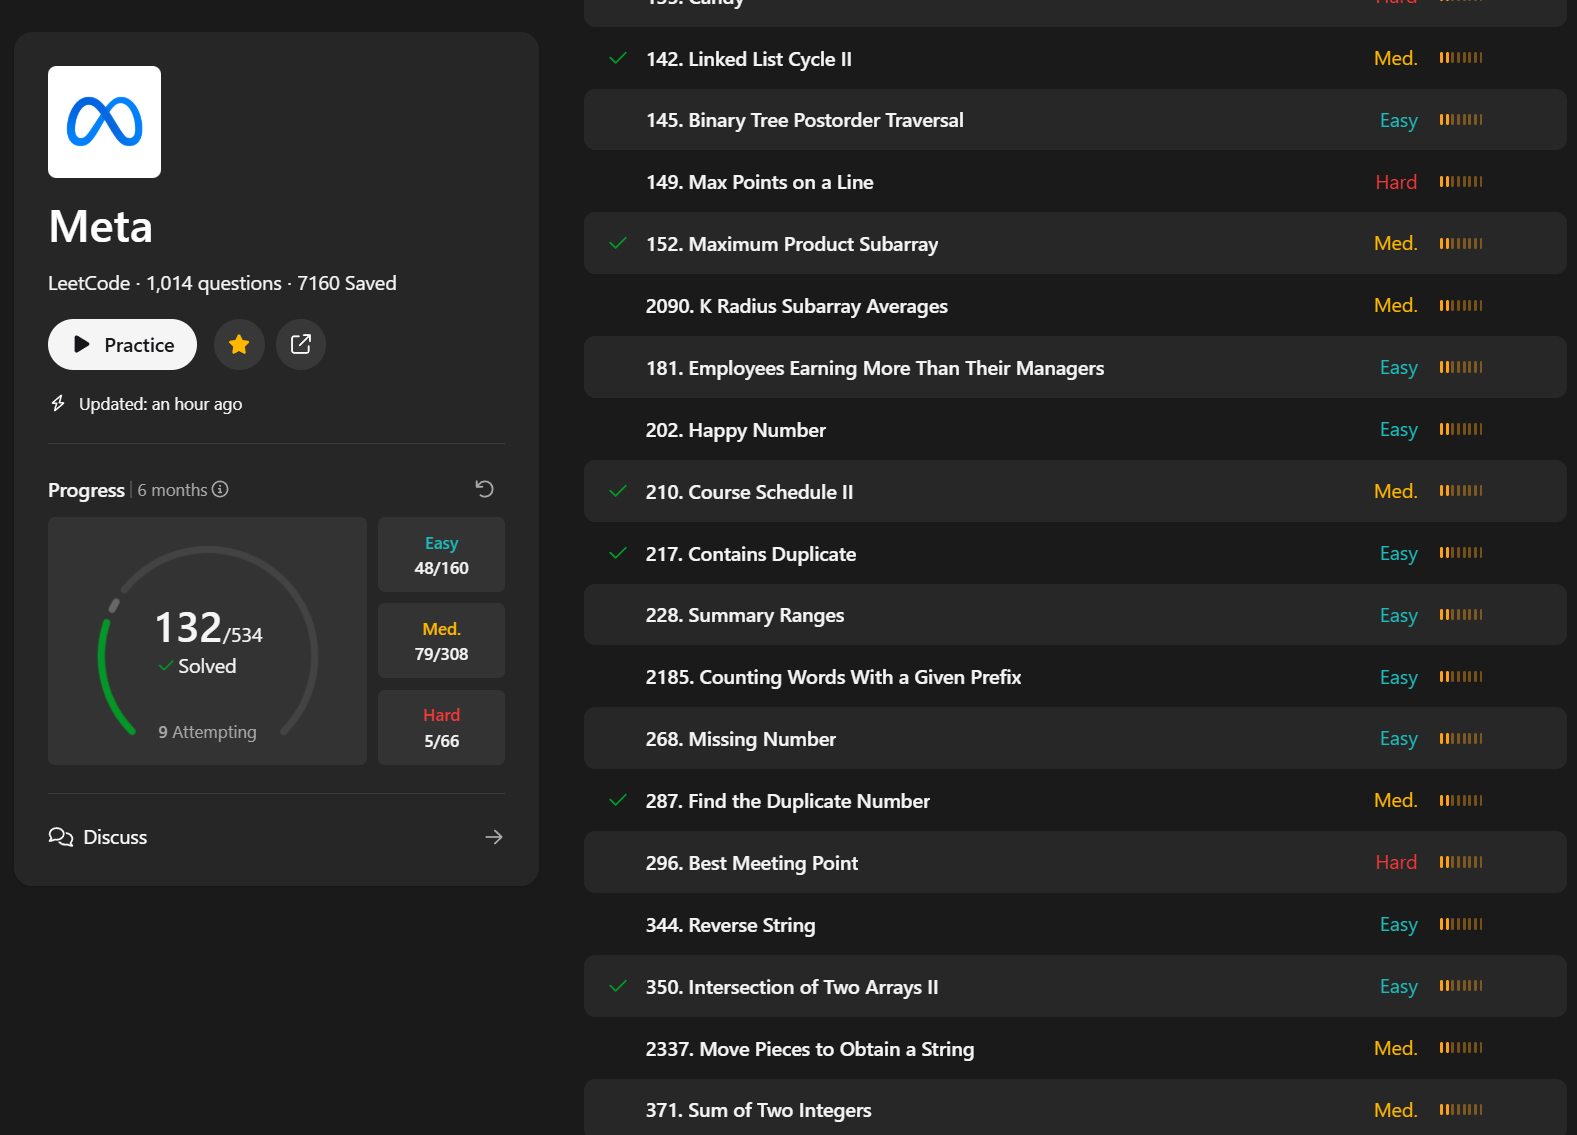 Meta
LeetCode · 1,014 questions · 7160 Saved
Practice
Updated: an hour ago
Progress
6 months
132/534
Solved
9 Attempting
Easy
48/160
Med.
79/308
Hard
5/66
Discuss
135. Candy Hard
142. Linked List Cycle II Med.
145. Binary Tree Postorder Traversal Easy
149. Max Points on a Line Hard
152. Maximum Product Subarray Med.
2090. K Radius Subarray Averages Med.
181. Employees Earning More Than Their Managers Easy
202. Happy Number Easy
210. Course Schedule II Med.
217. Contains Duplicate Easy
228. Summary Ranges Easy
2185. Counting Words With a Given Prefix Easy
268. Missing Number Easy
287. Find the Duplicate Number Med.
296. Best Meeting Point Hard
344. Reverse String Easy
350. Intersection of Two Arrays II Easy
2337. Move Pieces to Obtain a String Med.
371. Sum of Two Integers Med.